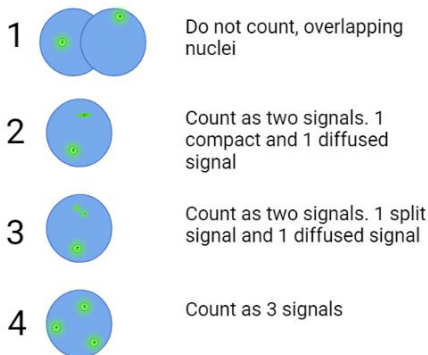 1
Do not count, overlapping
nuclei
2
Count as two signals. 1
compact and 1 diffused
signal
3
Count as two signals. 1 split
signal and 1 diffused signal
4
Count as 3 signals